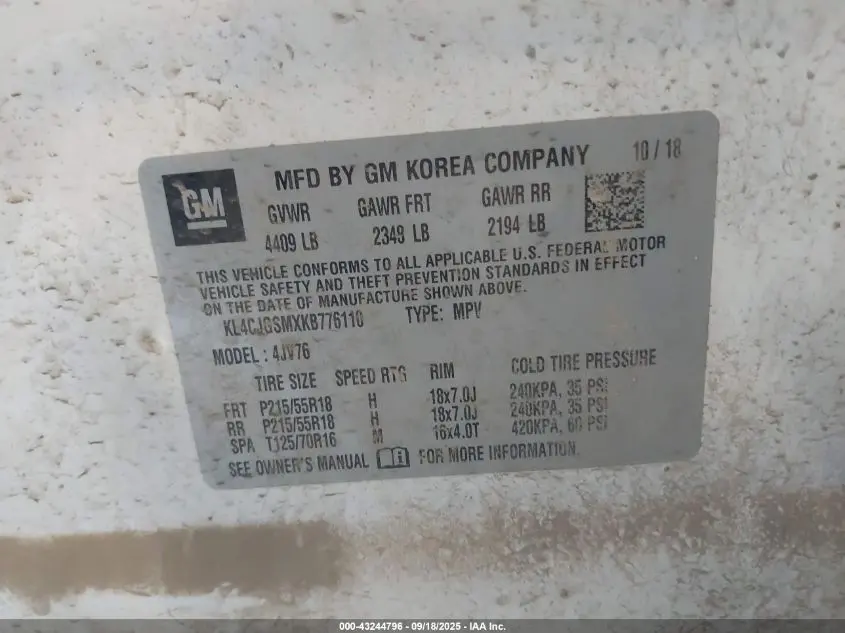 MFD BY GM KOREA COMPANY 10 / 18
GM
GVWR GAWR FRT GAWR RR
4409 LB 2349 LB 2194 LB
THIS VEHICLE CONFORMS TO ALL APPLICABLE U.S. FEDERAL MOTOR
VEHICLE SAFETY AND THEFT PREVENTION STANDARDS IN EFFECT
ON THE DATE OF MANUFACTURE SHOWN ABOVE.
KL4CJGSMXKB776110 TYPE: MPV
MODEL : 4JV76
TIRE SIZE SPEED RTG RIM COLD TIRE PRESSURE
FRT P215/55R18 H 18x7.0J 240KPA, 35 PSI
RR P215/55R18 H 18x7.0J 240KPA, 35 PSI
SPA T125/70R16 M 16x4.0T 420KPA, 60 PSI
SEE OWNER'S MANUAL FOR MORE INFORMATION.
000-43244796 - 09/18/2025 - IAA Inc.